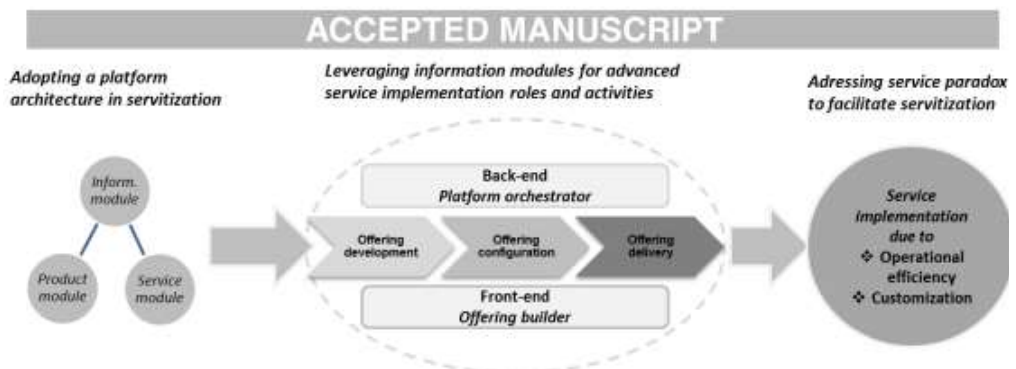 ACCEPTED MANUSCRIPT
Adopting a platform
architecture in servitization
Leveraging information modules for advanced
service implementation roles and activities
Adressing service paradox
to facilitate servitization
Inform.
module
Product
module
Service
module
Back-end
Platform orchestrator
Offering
development
Offering
configuration
Offering
delivery
Front-end
Offering builder
Service
implementation
due to
❖ Operational
efficiency
❖ Customization